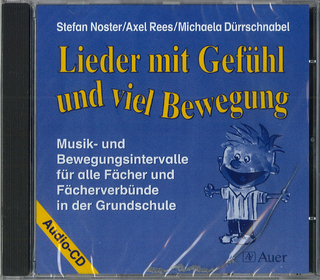 Stefan Noster/Axel Rees/Michaela Dürrschnabel
Lieder mit Gefühl
und viel Bewegung
Musik- und
Bewegungsintervalle
für alle Fächer und
Fächerverbünde
in der Grundschule
Audio-CD
Auer